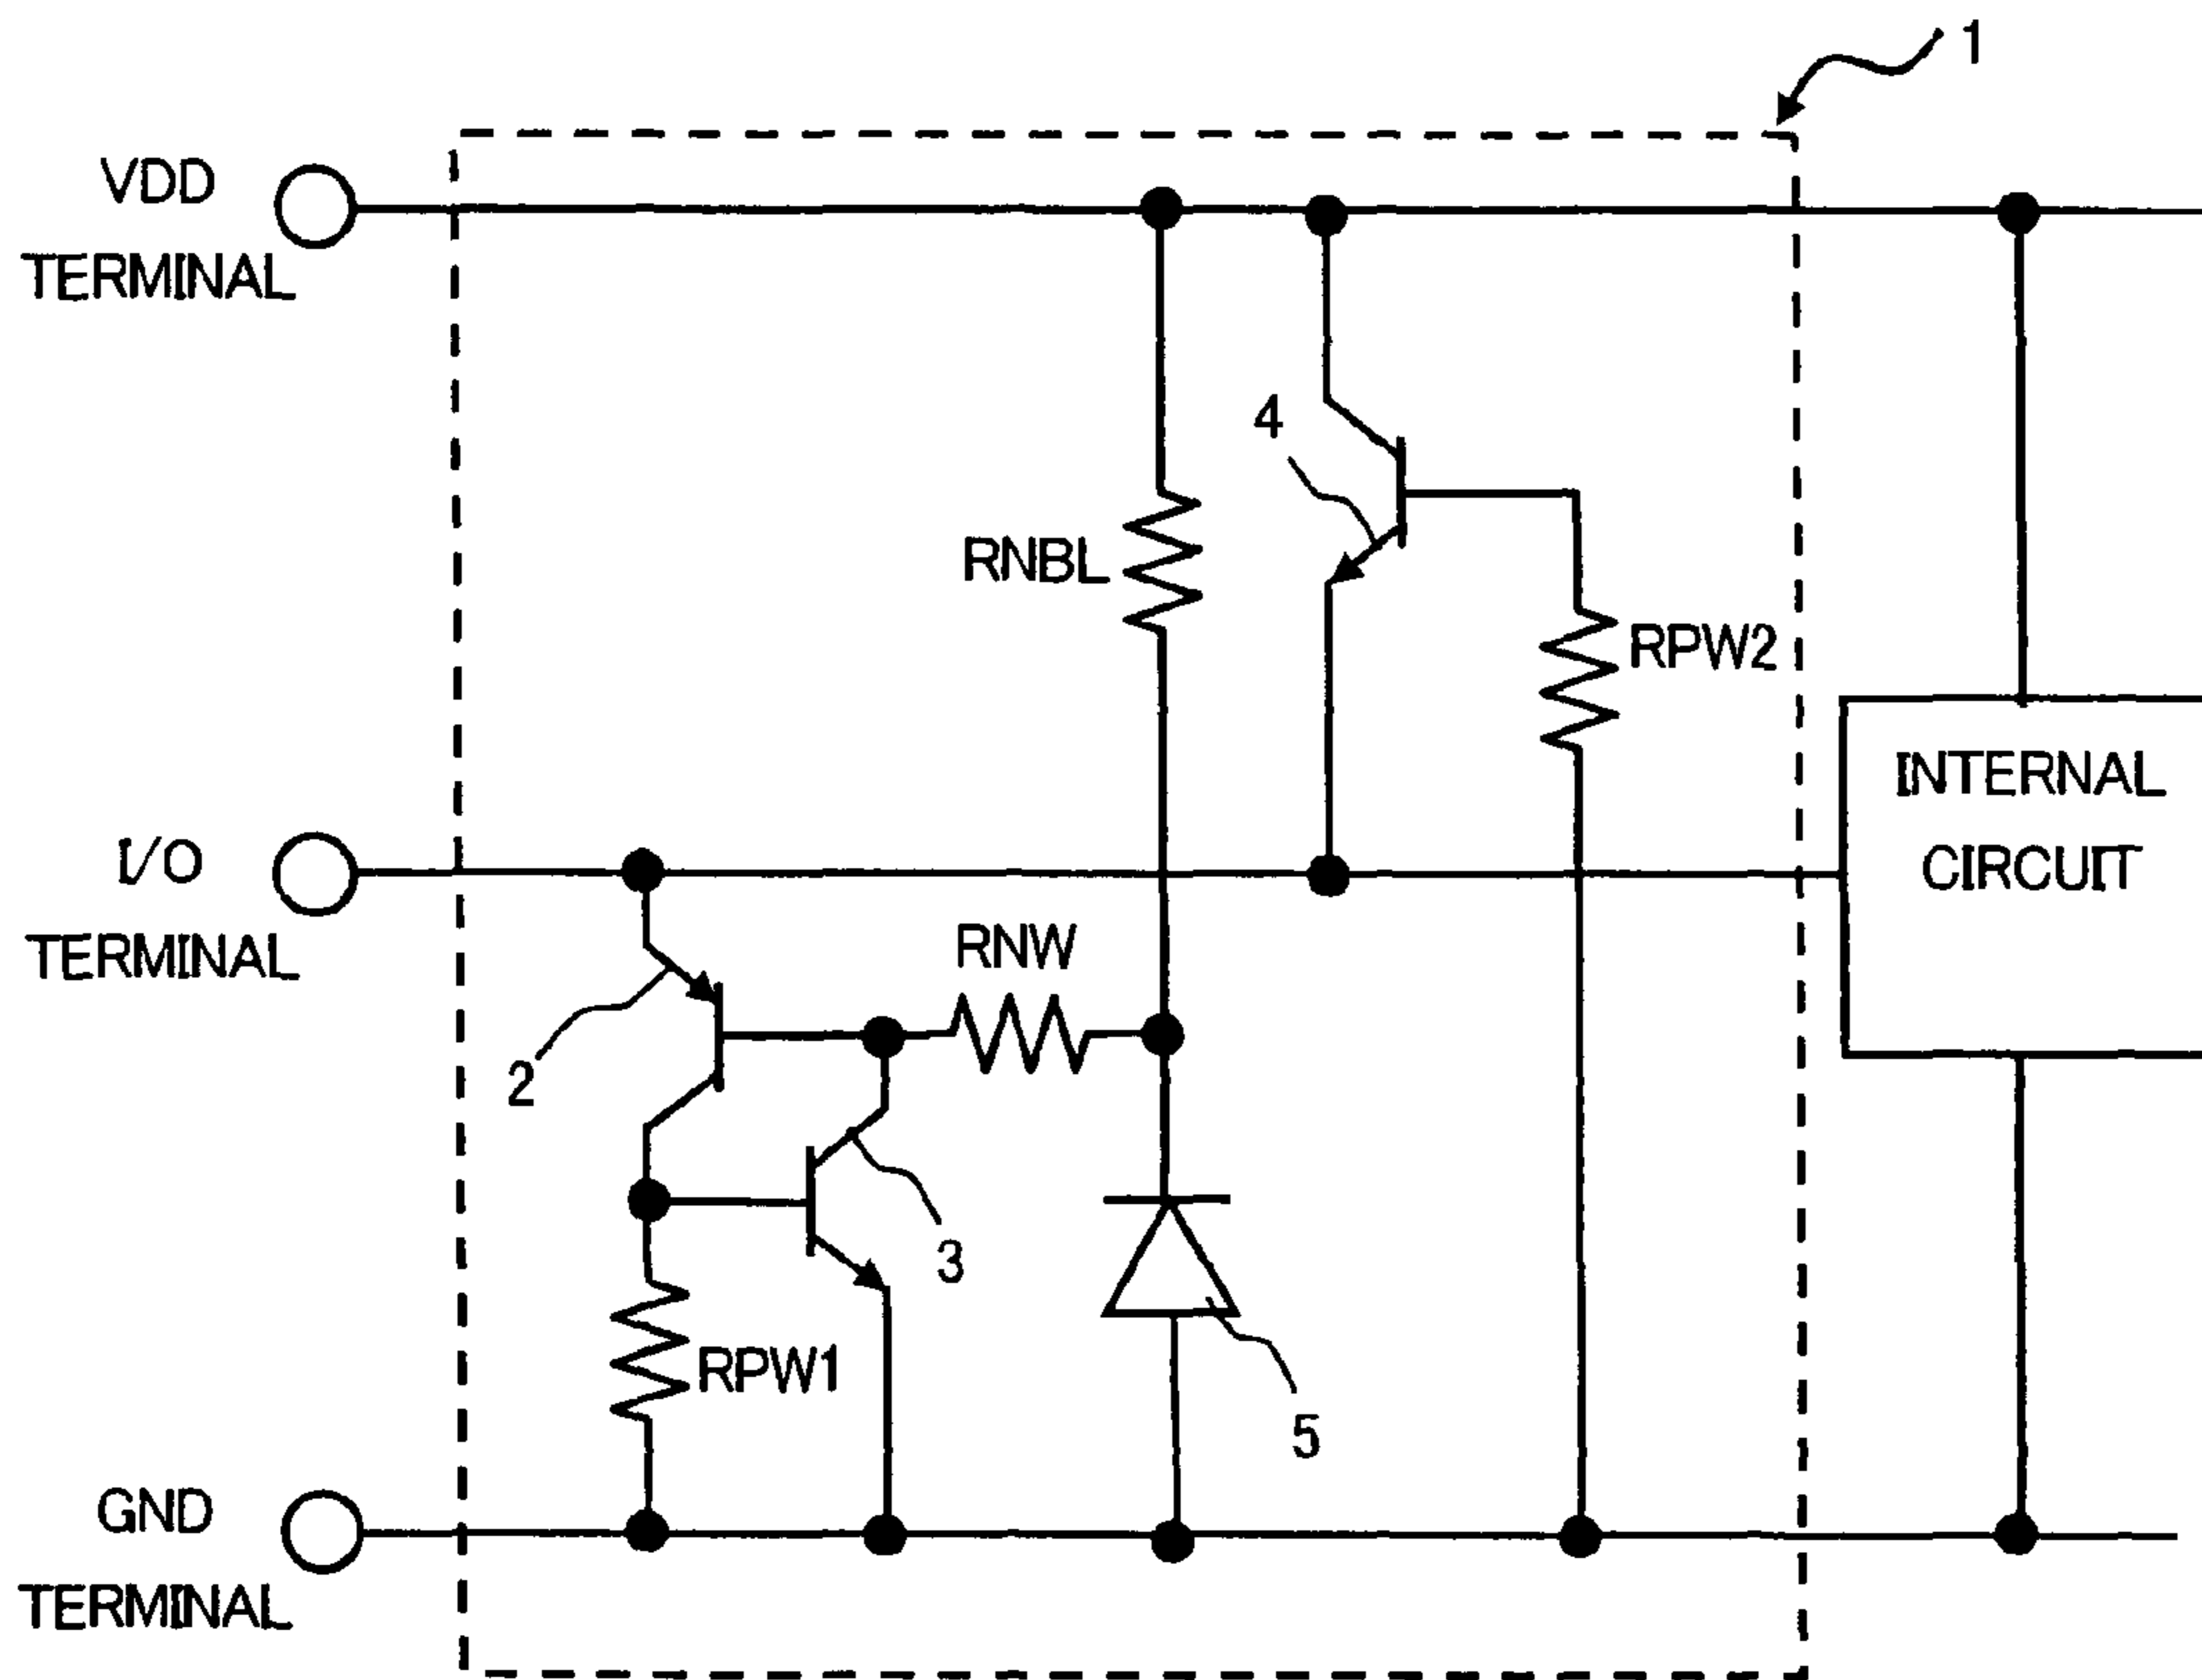 1
VDD
TERMINAL
4
RNBL
RPW2
INTERNAL
CIRCUIT
I/O
TERMINAL
RNW
2
3
RPW1
5
GND
TERMINAL